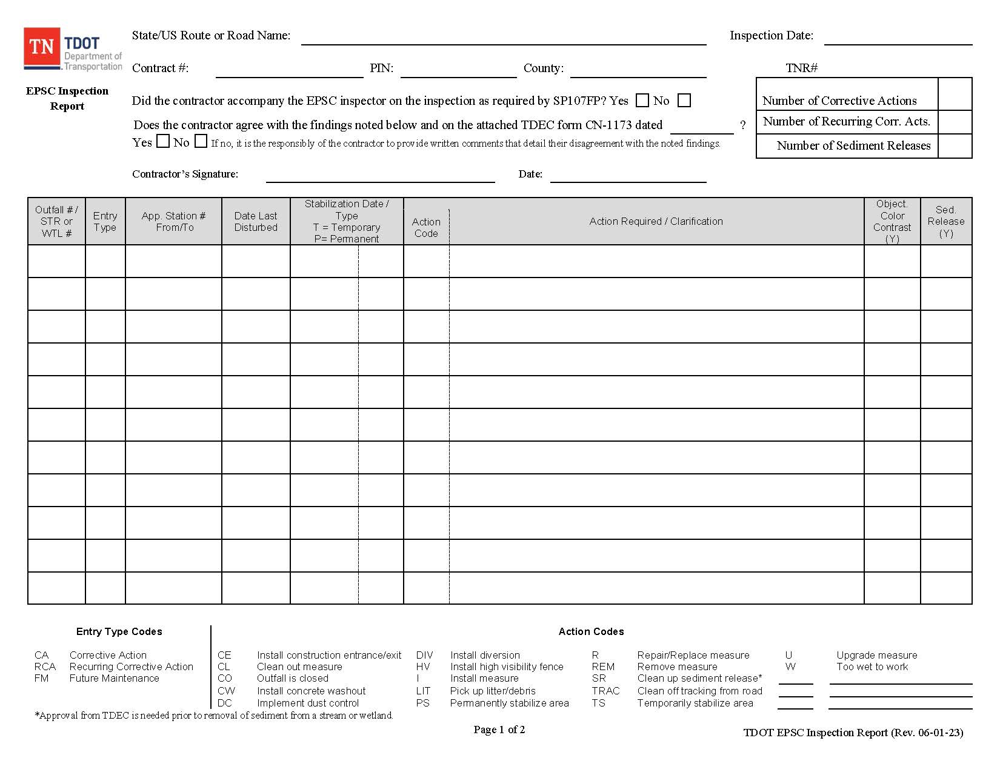 TN TDOT
Department of
Transportation
EPSC Inspection
Report
State/US Route or Road Name:
Inspection Date:
Contract #:
PIN:
County:
TNR#
Did the contractor accompany the EPSC inspector on the inspection as required by SP107FP? Yes No
Does the contractor agree with the findings noted below and on the attached TDEC form CN-1173 dated ?
Yes No If no, it is the responsibly of the contractor to provide written comments that detail their disagreement with the noted findings.
Number of Corrective Actions
Number of Recurring Corr. Acts.
Number of Sediment Releases
Contractor’s Signature:
Date:
Outfall # /
STR or
WTL #
Entry
Type
App. Station #
From/To
Date Last
Disturbed
Stabilization Date /
Type
T = Temporary
P= Permanent
Action
Code
Action Required / Clarification
Object.
Color
Contrast
(Y)
Sed.
Release
(Y)
Entry Type Codes
CA Corrective Action
RCA Recurring Corrective Action
FM Future Maintenance
Action Codes
CE Install construction entrance/exit
CL Clean out measure
CO Outfall is closed
CW Install concrete washout
DC Implement dust control
DIV Install diversion
HV Install high visibility fence
I Install measure
LIT Pick up litter/debris
PS Permanently stabilize area
R Repair/Replace measure
REM Remove measure
SR Clean up sediment release*
TRAC Clean off tracking from road
TS Temporarily stabilize area
U Upgrade measure
W Too wet to work
*Approval from TDEC is needed prior to removal of sediment from a stream or wetland.
Page 1 of 2
TDOT EPSC Inspection Report (Rev. 06-01-23)